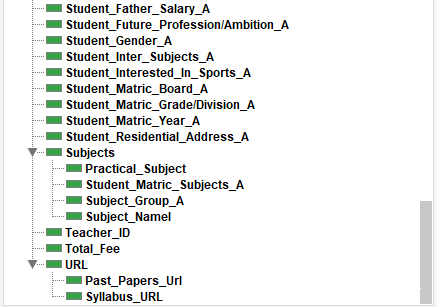 Student_Father_Salary_A
Student_Future_Profession/Ambition_A
Student_Gender_A
Student_Inter_Subjects_A
Student_Interested_In_Sports_A
Student_Matric_Board_A
Student_Matric_Grade/Division_A
Student_Matric_Year_A
Student_Residential_Address_A
Subjects
Practical_Subject
Student_Matric_Subjects_A
Subject_Group_A
Subject_Namel
Teacher_ID
Total_Fee
URL
Past_Papers_Url
Syllabus_URL